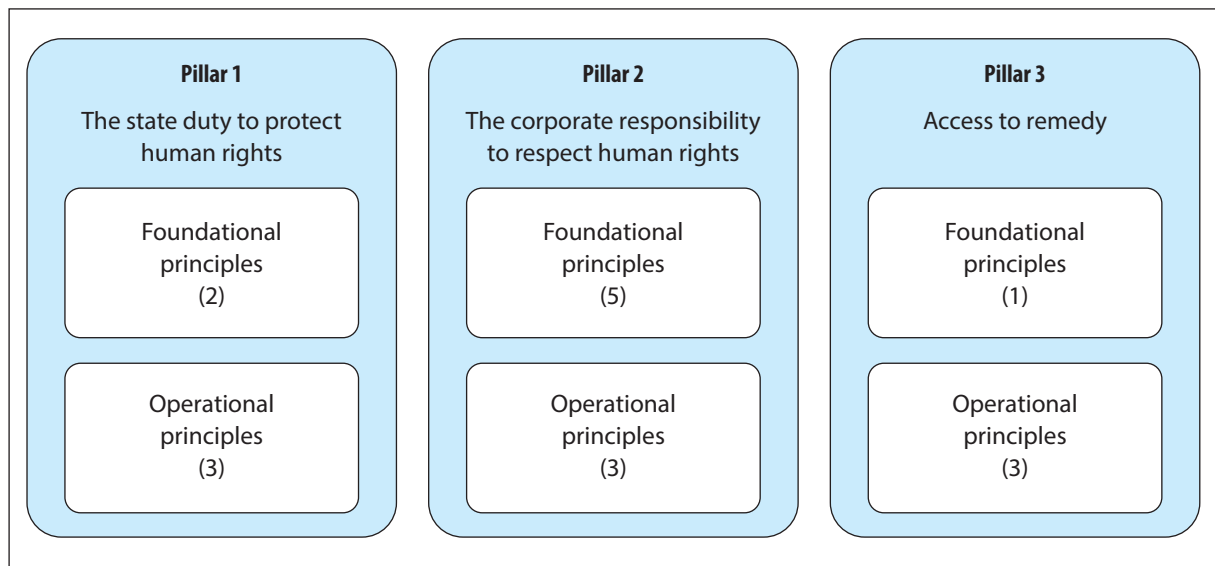 Pillar 1
The state duty to protect
human rights
Foundational
principles
(2)
Operational
principles
(3)
Pillar 2
The corporate responsibility
to respect human rights
Foundational
principles
(5)
Operational
principles
(3)
Pillar 3
Access to remedy
Foundational
principles
(1)
Operational
principles
(3)